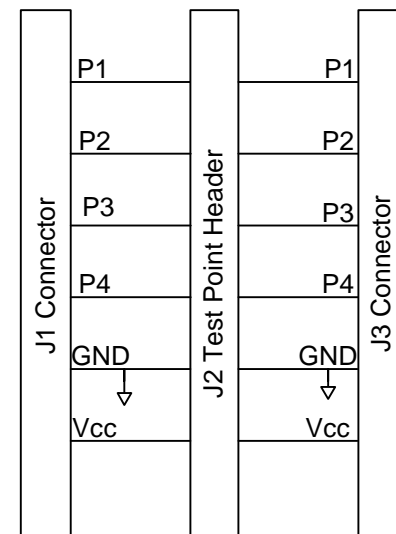 J1 Connector
P1
P2
P3
P4
GND
Vcc
J2 Test Point Header
P1
P2
P3
P4
GND
Vcc
J3 Connector